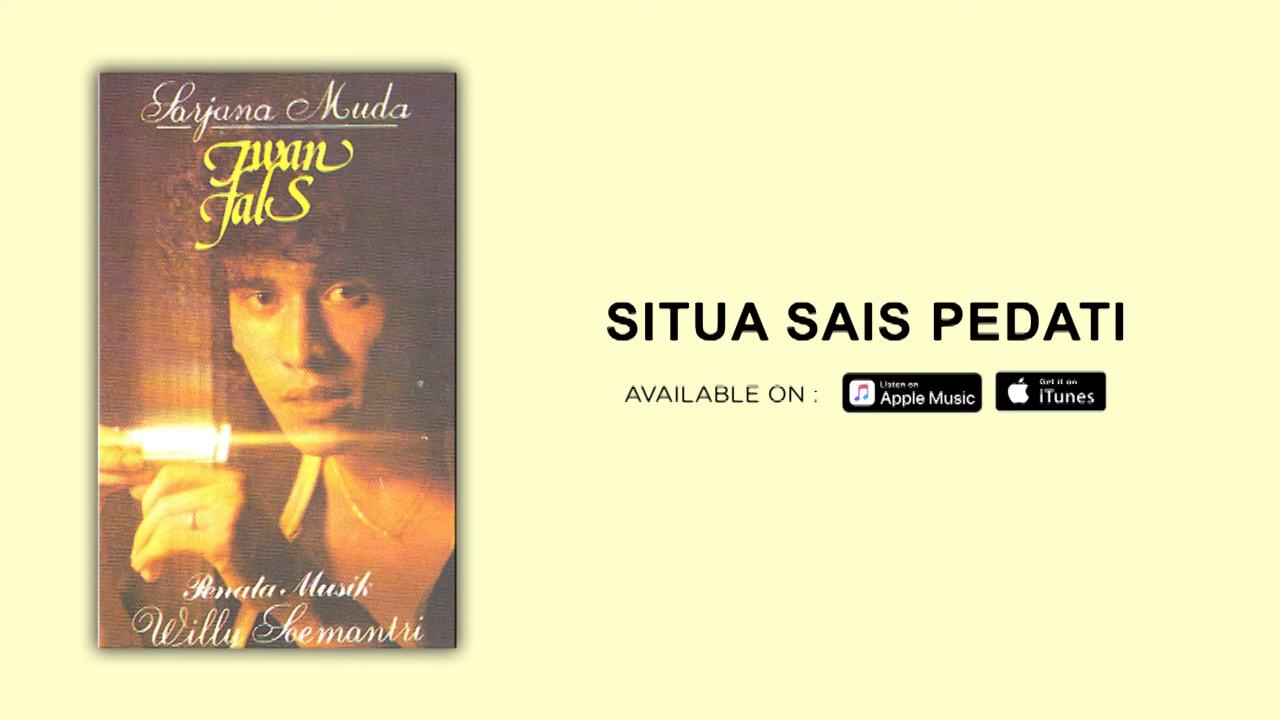 Sarjana Muda
Iwan
Fals
Penata Musik
Willy Soemantri
SITUA SAIS PEDATI
AVAILABLE ON :
Listen on
Apple Music
Get it on
iTunes